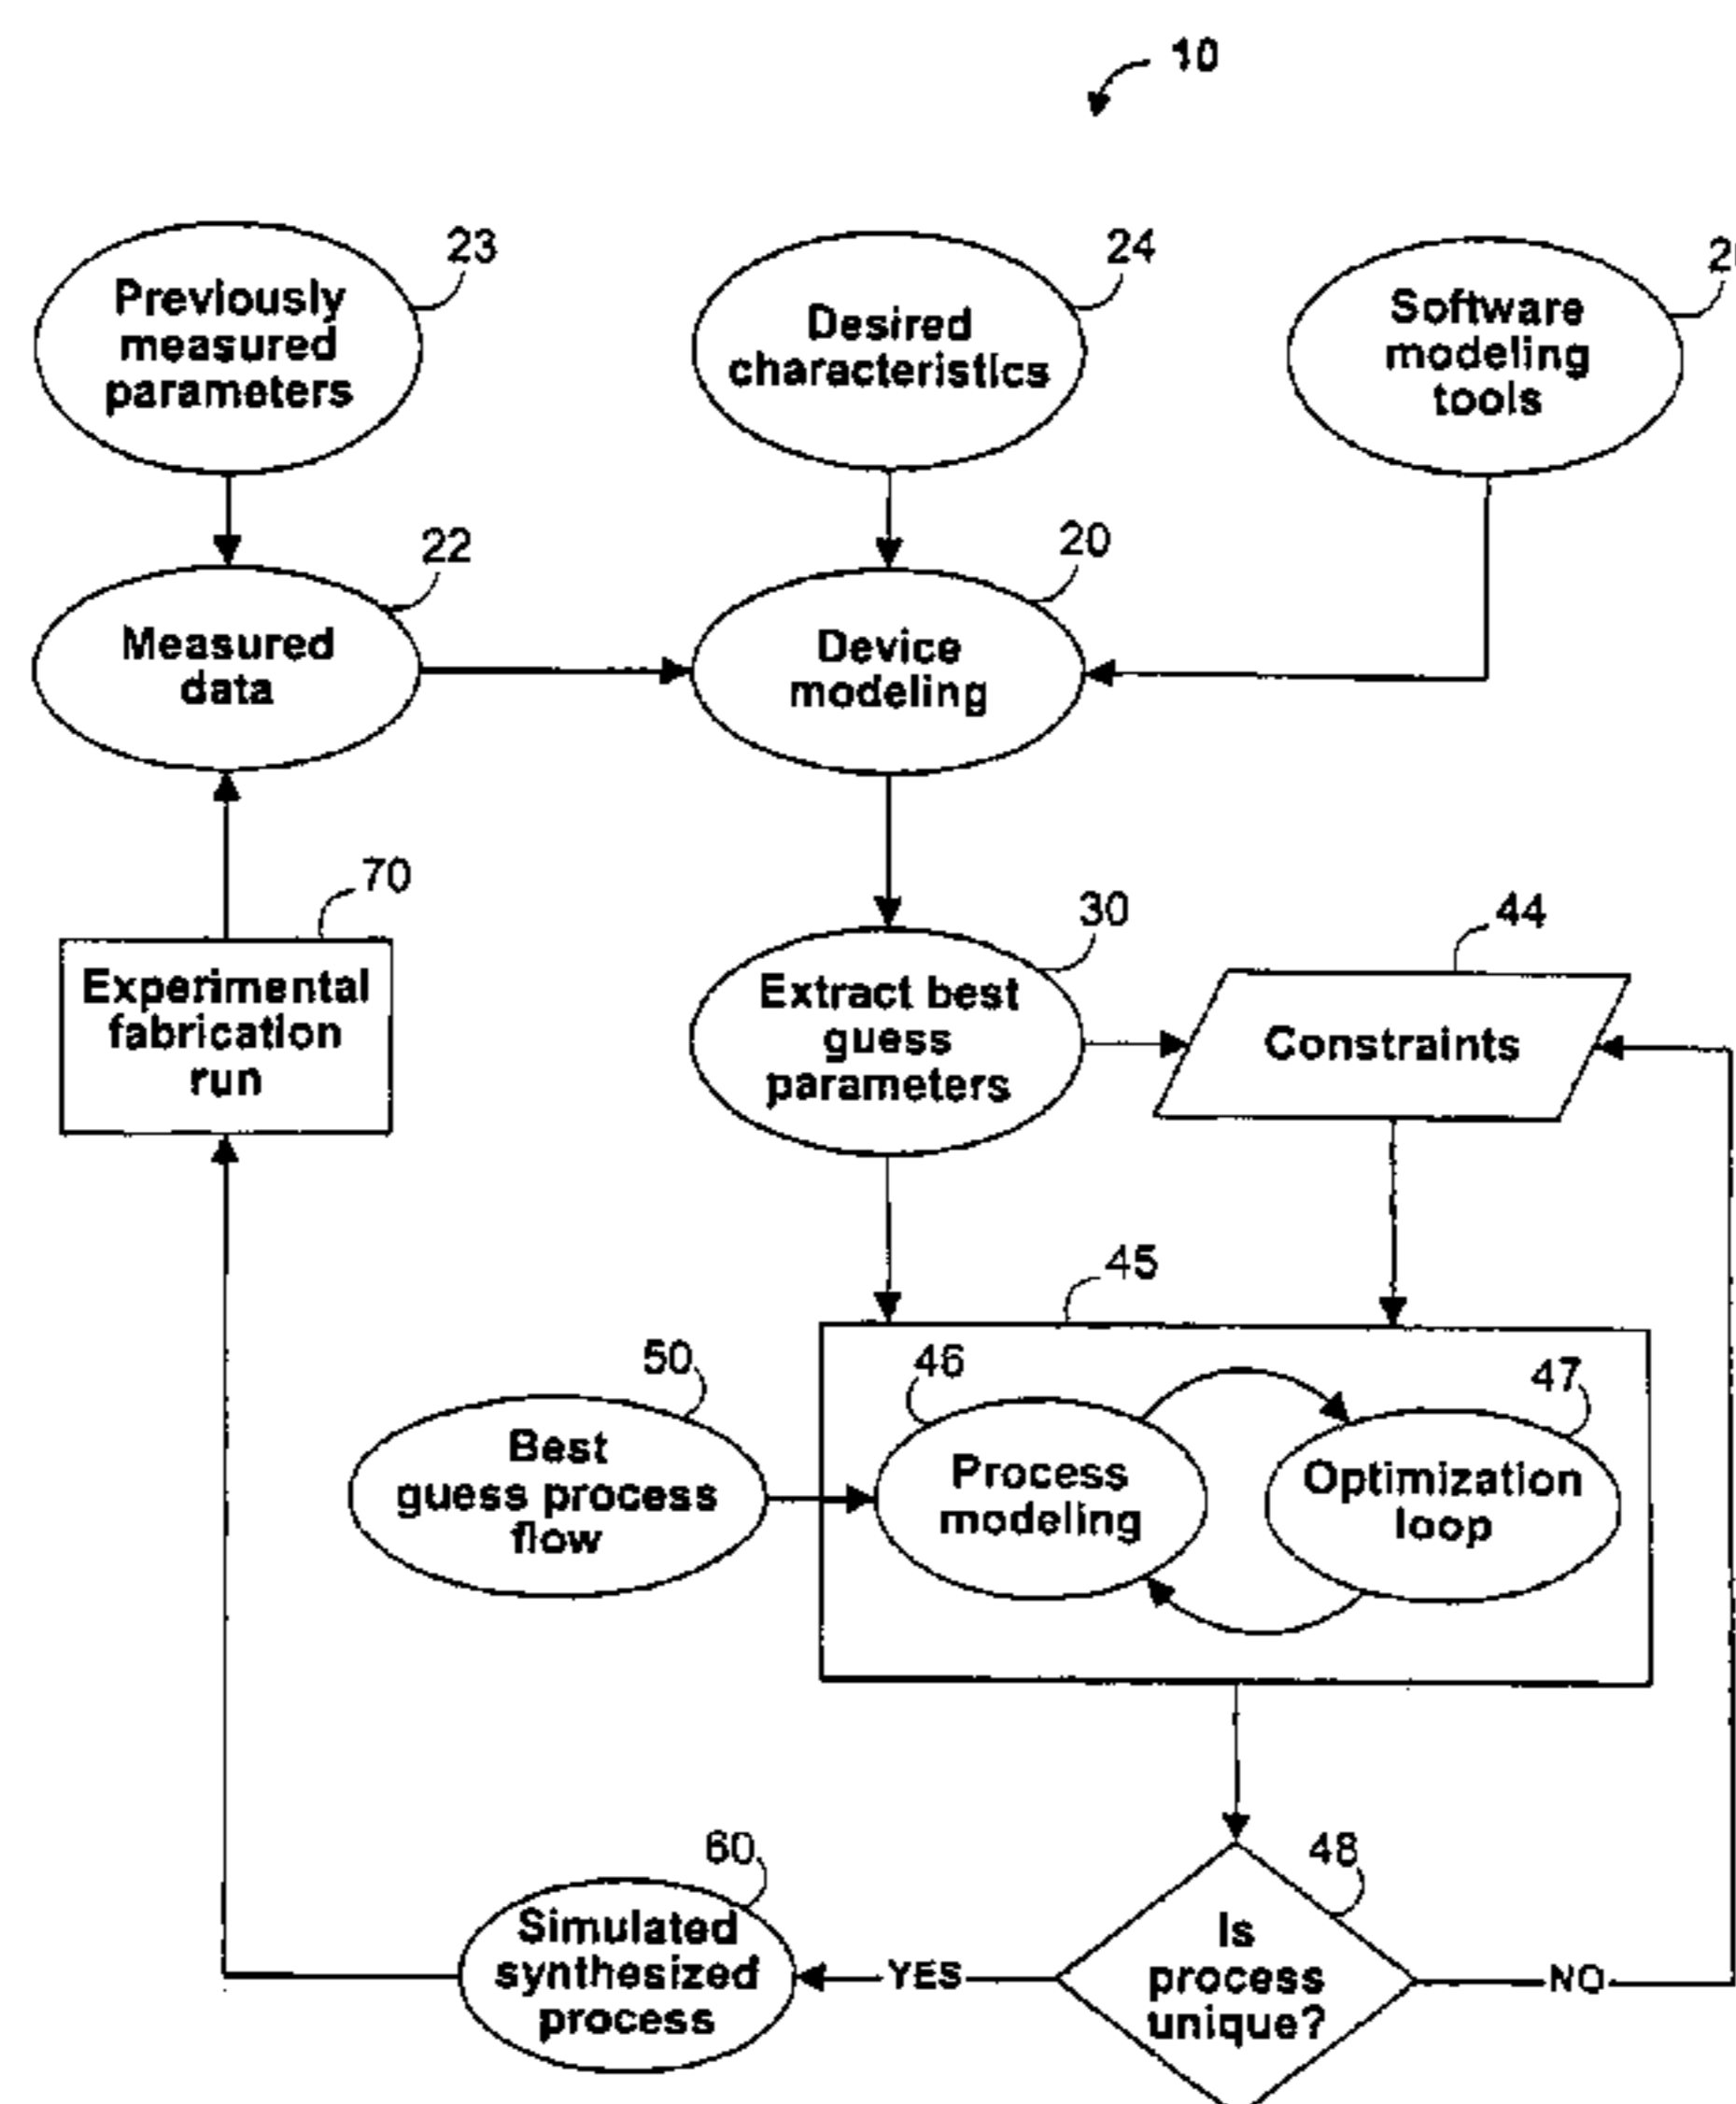 10
23
Previously
measured
parameters
24
Desired
characteristics
2
Software
modeling
tools
22
Measured
data
20
Device
modeling
70
Experimental
fabrication
run
30
Extract best
guess
parameters
44
Constraints
45
50
Best
guess process
flow
46
Process
modeling
47
Optimization
loop
60
Simulated
synthesized
process
YES
48
Is
process
unique?
NO